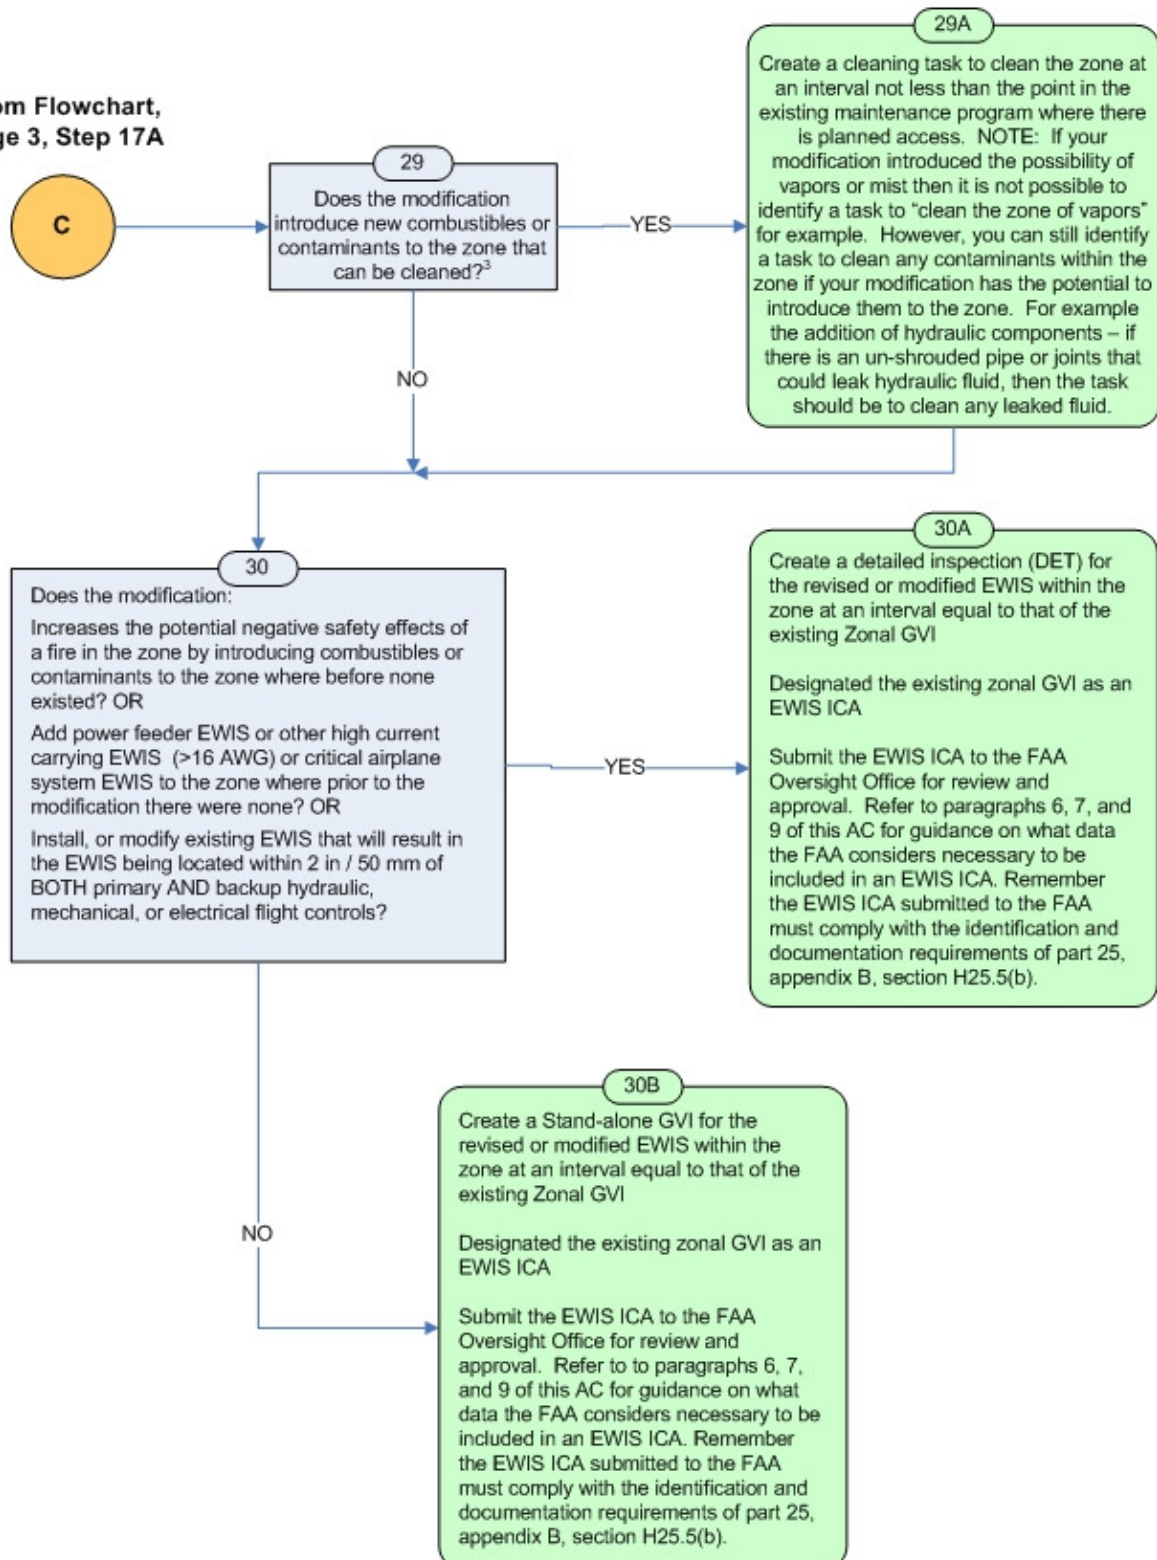 29A
Create a cleaning task to clean the zone at
an interval not less than the point in the
existing maintenance program where there
is planned access.  NOTE:  If your
modification introduced the possibility of
vapors or mist then it is not possible to
identify a task to “clean the zone of vapors”
for example.  However, you can still identify
a task to clean any contaminants within the
zone if your modification has the potential to
introduce them to the zone.  For example
the addition of hydraulic components – if
there is an un-shrouded pipe or joints that
could leak hydraulic fluid, then the task
should be to clean any leaked fluid.
om Flowchart,
ge 3, Step 17A
C
29
Does the modification
introduce new combustibles or
contaminants to the zone that
can be cleaned?³
YES
NO
30
Does the modification:
Increases the potential negative safety effects of
a fire in the zone by introducing combustibles or
contaminants to the zone where before none
existed? OR
Add power feeder EWIS or other high current
carrying EWIS  (>16 AWG) or critical airplane
system EWIS to the zone where prior to the
modification there were none? OR
Install, or modify existing EWIS that will result in
the EWIS being located within 2 in / 50 mm of
BOTH primary AND backup hydraulic,
mechanical, or electrical flight controls?
YES
30A
Create a detailed inspection (DET) for
the revised or modified EWIS within the
zone at an interval equal to that of the
existing Zonal GVI
Designated the existing zonal GVI as an
EWIS ICA
Submit the EWIS ICA to the FAA
Oversight Office for review and
approval.  Refer to paragraphs 6, 7, and
9 of this AC for guidance on what data
the FAA considers necessary to be
included in an EWIS ICA. Remember
the EWIS ICA submitted to the FAA
must comply with the identification and
documentation requirements of part 25,
appendix B, section H25.5(b).
NO
30B
Create a Stand-alone GVI for the
revised or modified EWIS within the
zone at an interval equal to that of the
existing Zonal GVI
Designated the existing zonal GVI as an
EWIS ICA
Submit the EWIS ICA to the FAA
Oversight Office for review and
approval.  Refer to to paragraphs 6, 7,
and 9 of this AC for guidance on what
data the FAA considers necessary to be
included in an EWIS ICA. Remember
the EWIS ICA submitted to the FAA
must comply with the identification and
documentation requirements of part 25,
appendix B, section H25.5(b).